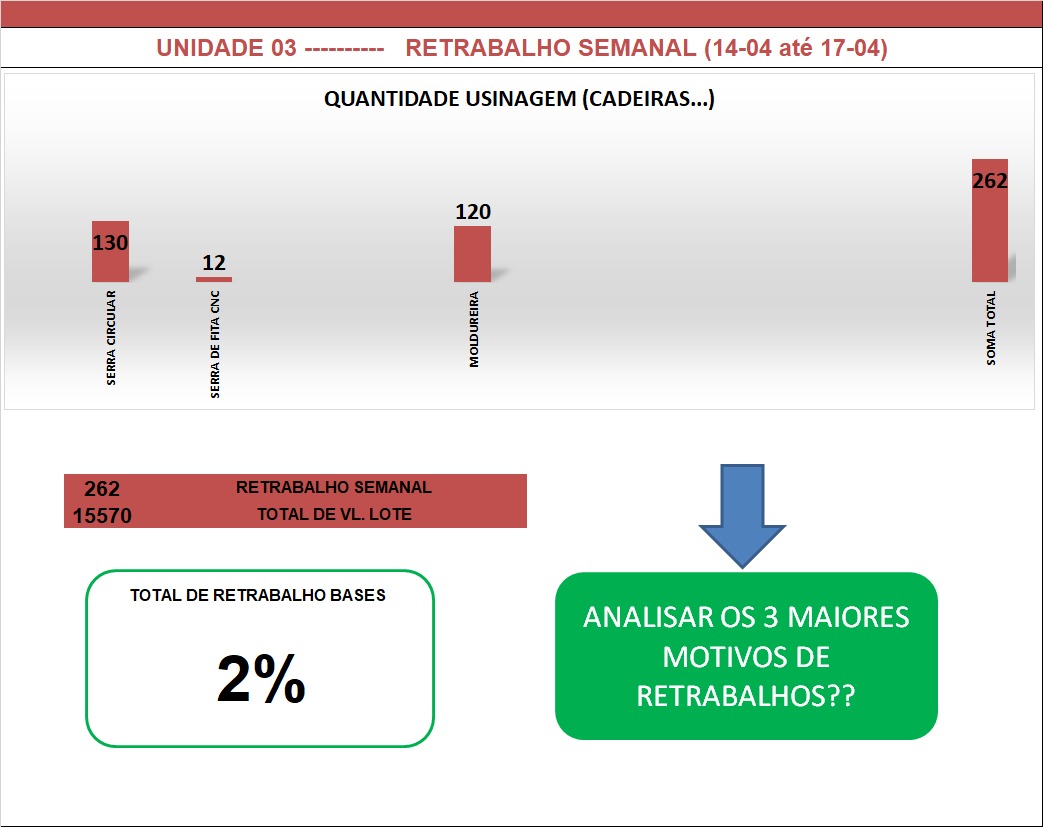 UNIDADE 03 ---------- RETRABALHO SEMANAL (14-04 até 17-04)
QUANTIDADE USINAGEM (CADEIRAS...)
130
12
120
262
SERRA CIRCULAR
SERRA DE FITA CNC
MOLDUREIRA
SOMA TOTAL
262 RETRABALHO SEMANAL
15570 TOTAL DE VL. LOTE
TOTAL DE RETRABALHO BASES
2%
ANALISAR OS 3 MAIORES
MOTIVOS DE
RETRABALHOS??